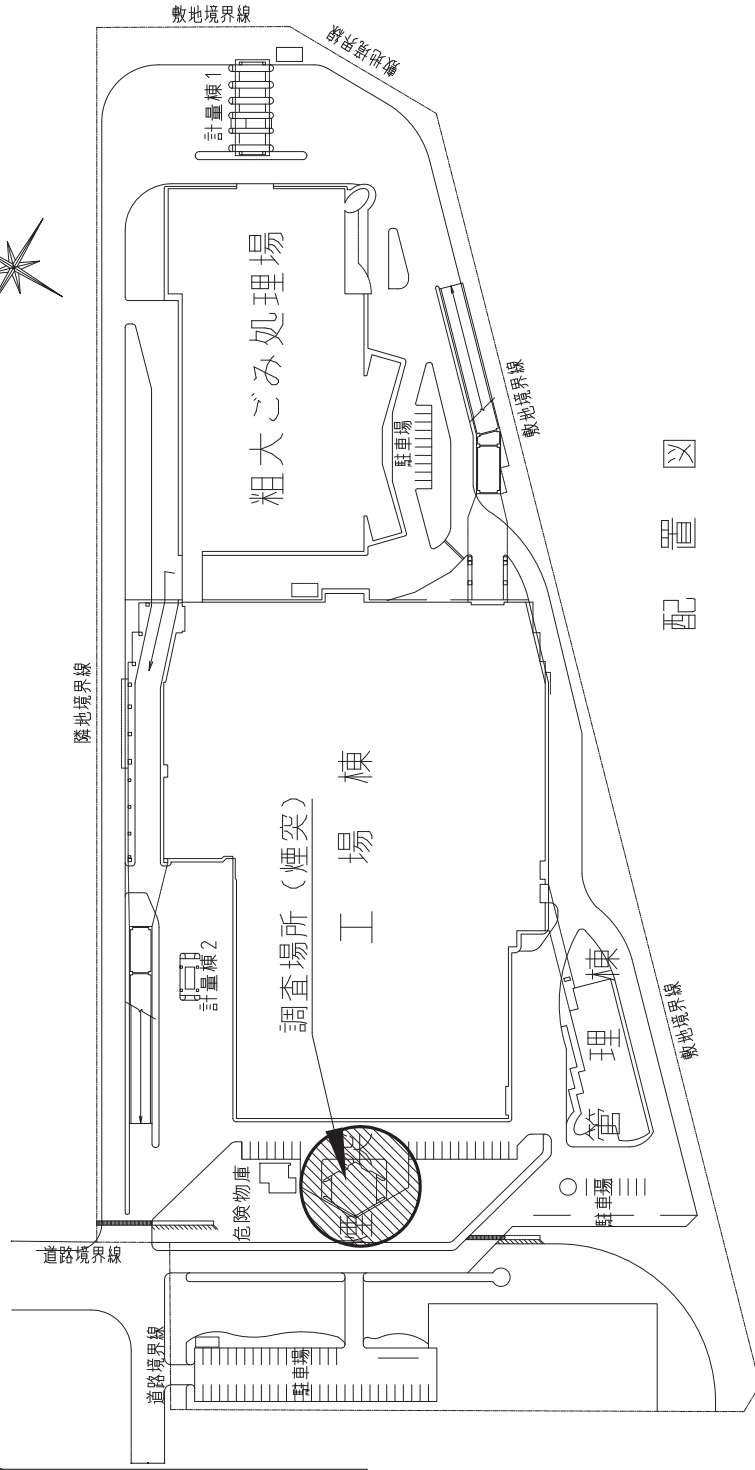 敷地境界線
敷地境界線
計量棟1
粗大ごみ処理場
駐車場
敷地境界線
配置図
隣地境界線
調査場所（煙突）
工場棟
計量棟2
管理棟
敷地境界線
危険物庫
駐車場
道路境界線
道路境界線
駐車場